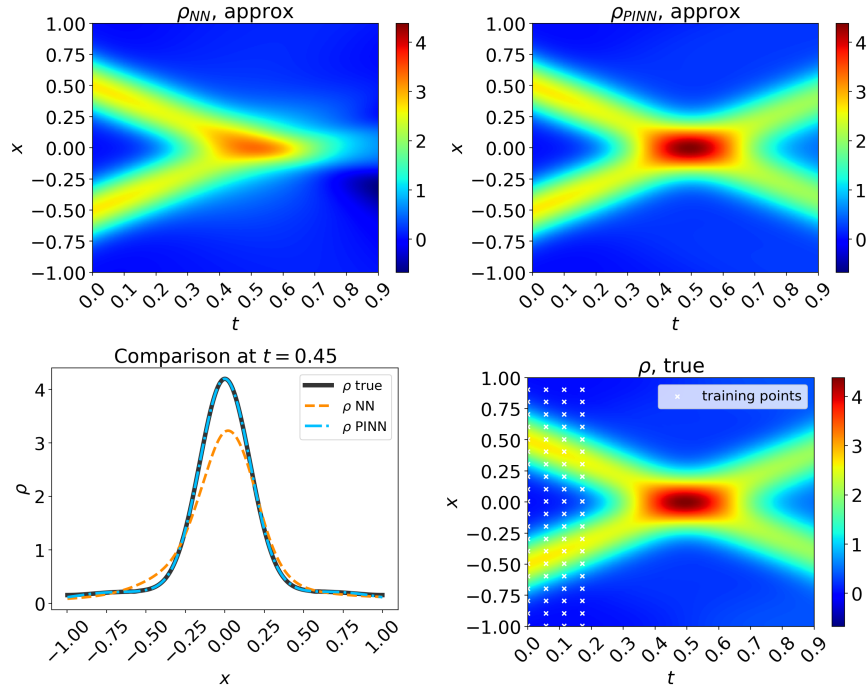 ρNN, approx
1.00
0.75
0.50
0.25
0.00
−0.25
−0.50
−0.75
−1.00
x
0.0 0.1 0.2 0.3 0.4 0.5 0.6 0.7 0.8 0.9
t
4
3
2
1
0
ρPINN, approx
1.00
0.75
0.50
0.25
0.00
−0.25
−0.50
−0.75
−1.00
x
0.0 0.1 0.2 0.3 0.4 0.5 0.6 0.7 0.8 0.9
t
4
3
2
1
0
Comparison at t = 0.45
4
3
2
1
0
ρ
ρ true
ρ NN
ρ PINN
−1.00 −0.75 −0.50 −0.25 0.00 0.25 0.50 0.75 1.00
x
ρ, true
training points
1.00
0.75
0.50
0.25
0.00
−0.25
−0.50
−0.75
−1.00
x
0.0 0.1 0.2 0.3 0.4 0.5 0.6 0.7 0.8 0.9
t
4
3
2
1
0